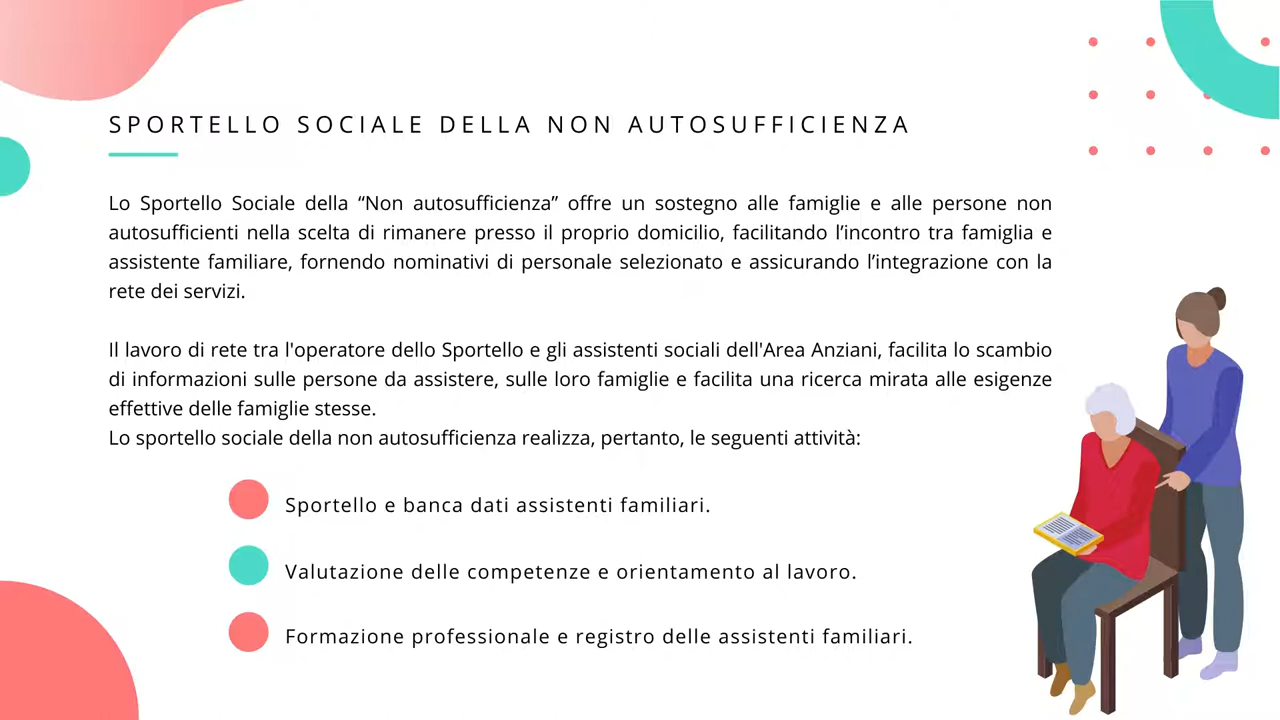 SPORTELLO SOCIALE DELLA NON AUTOSUFFICIENZA
Lo Sportello Sociale della “Non autosufficienza” offre un sostegno alle famiglie e alle persone non
autosufficienti nella scelta di rimanere presso il proprio domicilio, facilitando l’incontro tra famiglia e
assistente familiare, fornendo nominativi di personale selezionato e assicurando l’integrazione con la
rete dei servizi.
Il lavoro di rete tra l'operatore dello Sportello e gli assistenti sociali dell'Area Anziani, facilita lo scambio
di informazioni sulle persone da assistere, sulle loro famiglie e facilita una ricerca mirata alle esigenze
effettive delle famiglie stesse.
Lo sportello sociale della non autosufficienza realizza, pertanto, le seguenti attività:
Sportello e banca dati assistenti familiari.
Valutazione delle competenze e orientamento al lavoro.
Formazione professionale e registro delle assistenti familiari.